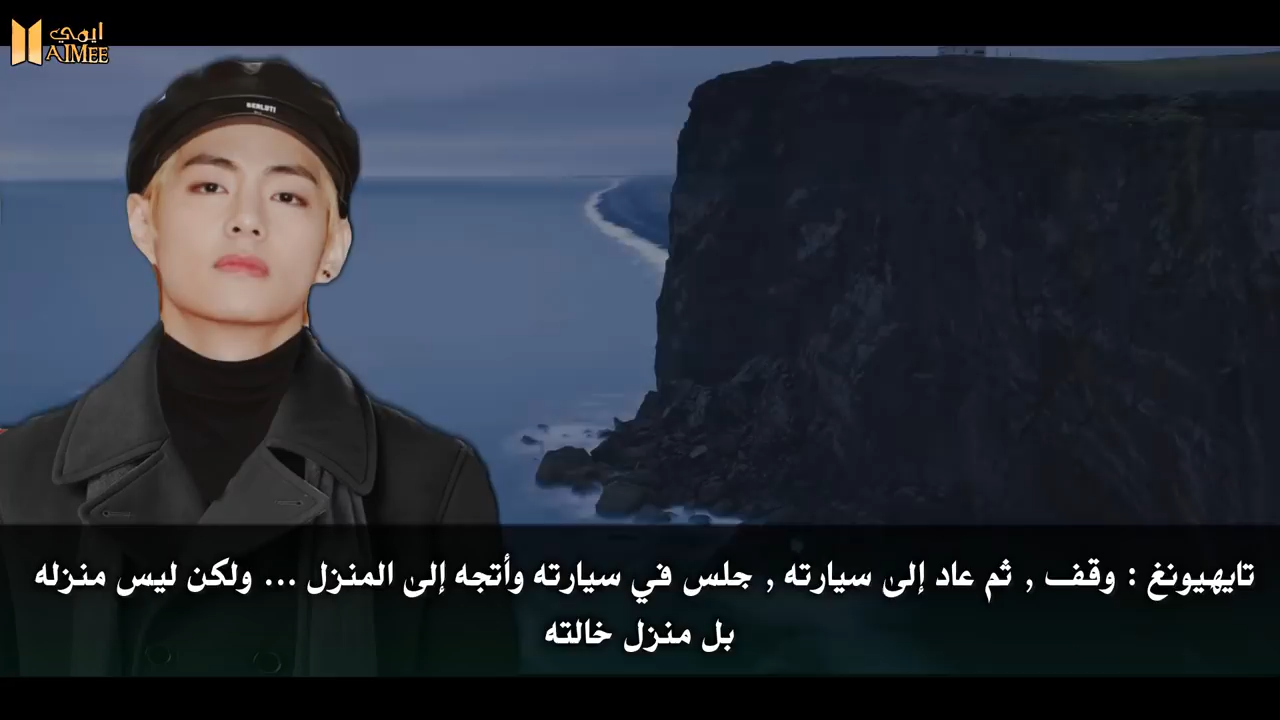 ايمي
AIMEE
BERLUTI
تايهيونغ : وقف , ثم عاد إلى سيارته , جلس في سيارته وأتجه إلى المنزل ... ولكن ليس منزله
بل منزل خالته